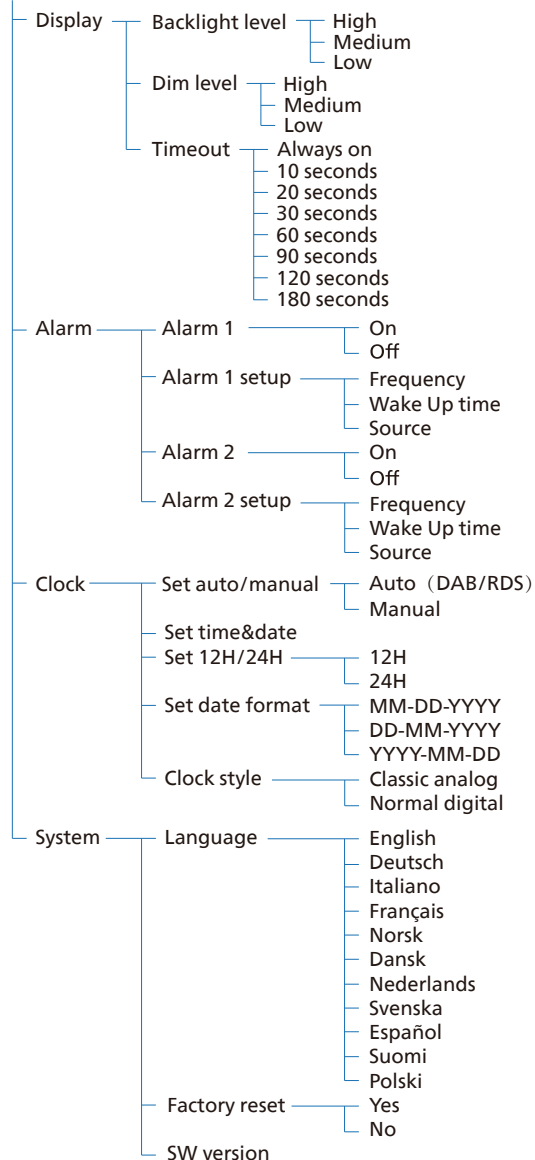 Display Backlight level High
Medium
Low
Dim level High
Medium
Low
Timeout Always on
10 seconds
20 seconds
30 seconds
60 seconds
90 seconds
120 seconds
180 seconds
Alarm Alarm 1 On
Off
Alarm 1 setup Frequency
Wake Up time
Source
Alarm 2 On
Off
Alarm 2 setup Frequency
Wake Up time
Source
Clock Set auto/manual Auto（DAB/RDS）
Manual
Set time&date
Set 12H/24H 12H
24H
Set date format MM-DD-YYYY
DD-MM-YYYY
YYYY-MM-DD
Clock style Classic analog
Normal digital
System Language English
Deutsch
Italiano
Français
Norsk
Dansk
Nederlands
Svenska
Español
Suomi
Polski
Factory reset Yes
No
SW version